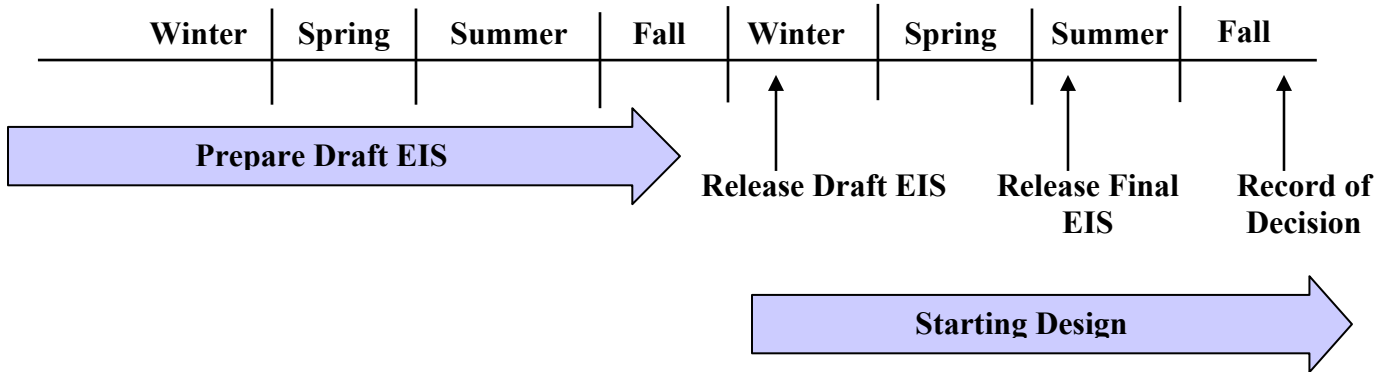 Winter Spring Summer Fall Winter Spring Summer Fall
Prepare Draft EIS
Release Draft EIS
Release Final
EIS
Record of
Decision
Starting Design